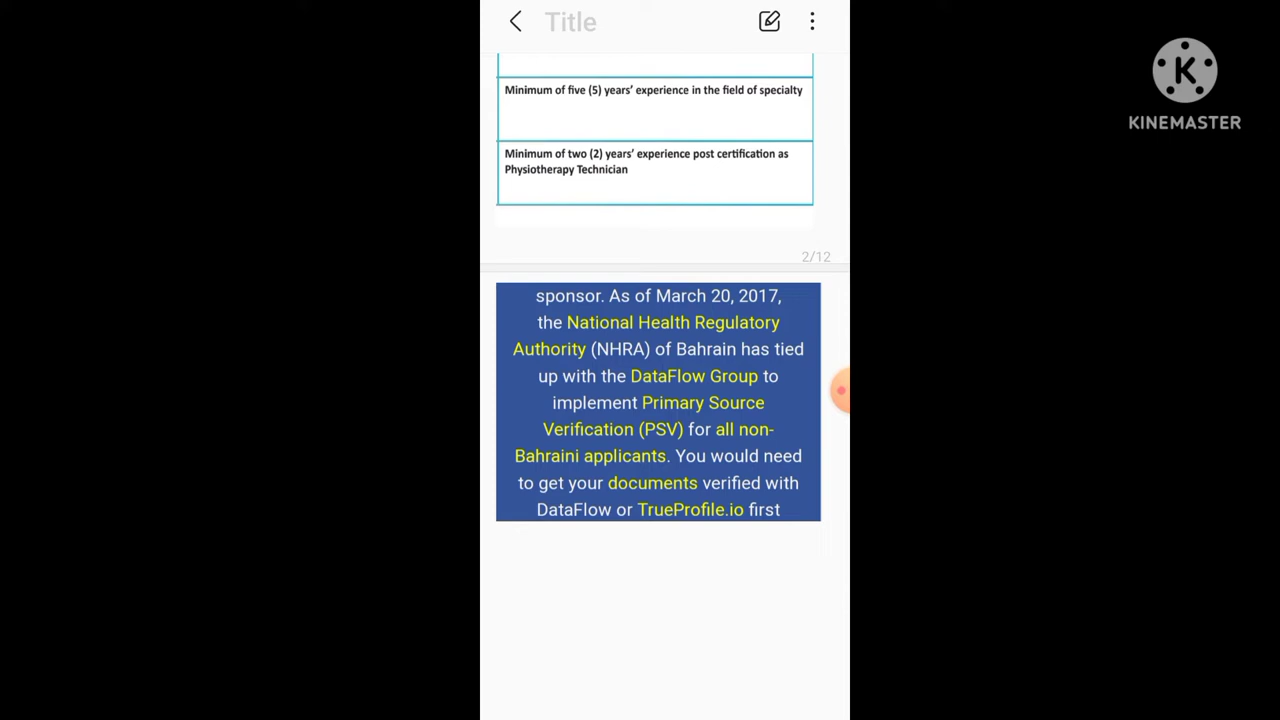 Title
KINEMASTER
Minimum of five (5) years' experience in the field of specialty
Minimum of two (2) years' experience post certification as
Physiotherapy Technician
2/12
sponsor. As of March 20, 2017,
the National Health Regulatory
Authority (NHRA) of Bahrain has tied
up with the DataFlow Group to
implement Primary Source
Verification (PSV) for all non-
Bahraini applicants. You would need
to get your documents verified with
DataFlow or TrueProfile.io first